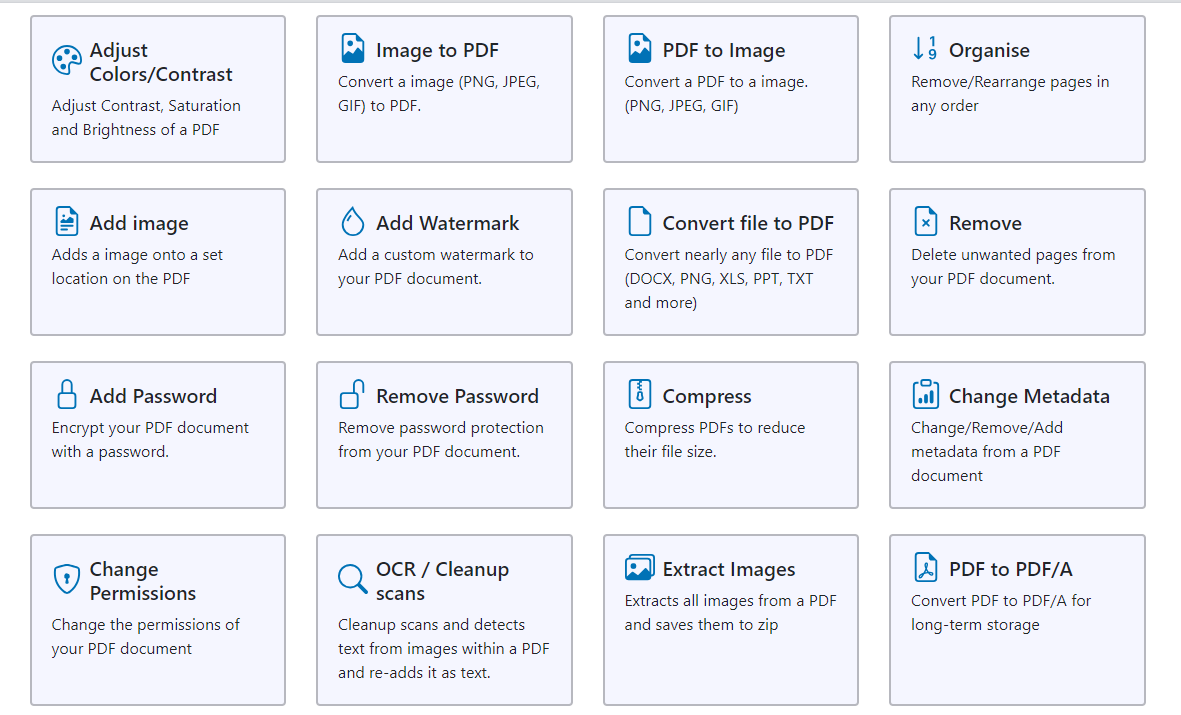 Adjust
Colors/Contrast
Adjust Contrast, Saturation
and Brightness of a PDF
Image to PDF
Convert a image (PNG, JPEG,
GIF) to PDF.
PDF to Image
Convert a PDF to a image.
(PNG, JPEG, GIF)
1
9
Organise
Remove/Rearrange pages in
any order
Add image
Adds a image onto a set
location on the PDF
Add Watermark
Add a custom watermark to
your PDF document.
Convert file to PDF
Convert nearly any file to PDF
(DOCX, PNG, XLS, PPT, TXT
and more)
Remove
Delete unwanted pages from
your PDF document.
Add Password
Encrypt your PDF document
with a password.
Remove Password
Remove password protection
from your PDF document.
Compress
Compress PDFs to reduce
their file size.
Change Metadata
Change/Remove/Add
metadata from a PDF
document
Change
Permissions
Change the permissions of
your PDF document
OCR / Cleanup
scans
Cleanup scans and detects
text from images within a PDF
and re-adds it as text.
Extract Images
Extracts all images from a PDF
and saves them to zip
PDF to PDF/A
Convert PDF to PDF/A for
long-term storage